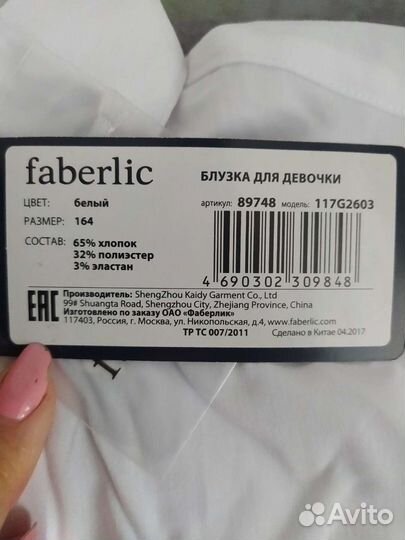 faberlic
БЛУЗКА ДЛЯ ДЕВОЧКИ
ЦВЕТ: белый
артикул: 89748 модель: 117G2603
РАЗМЕР: 164
СОСТАВ: 65% хлопок
32% полиэстер
3% эластан
4 690302 309848
EAC
Производитель: ShengZhou Kaidy Garment Co., Ltd
99# Shuangta Road, Shengzhou City, Zhejiang Province, China
Изготовлено по заказу ОАО «Фаберлик»
117403, Россия, г. Москва, ул. Никопольская, д.4, www.faberlic.com
ТР ТС 007/2011
Сделано в Китае 04.2017
Avito